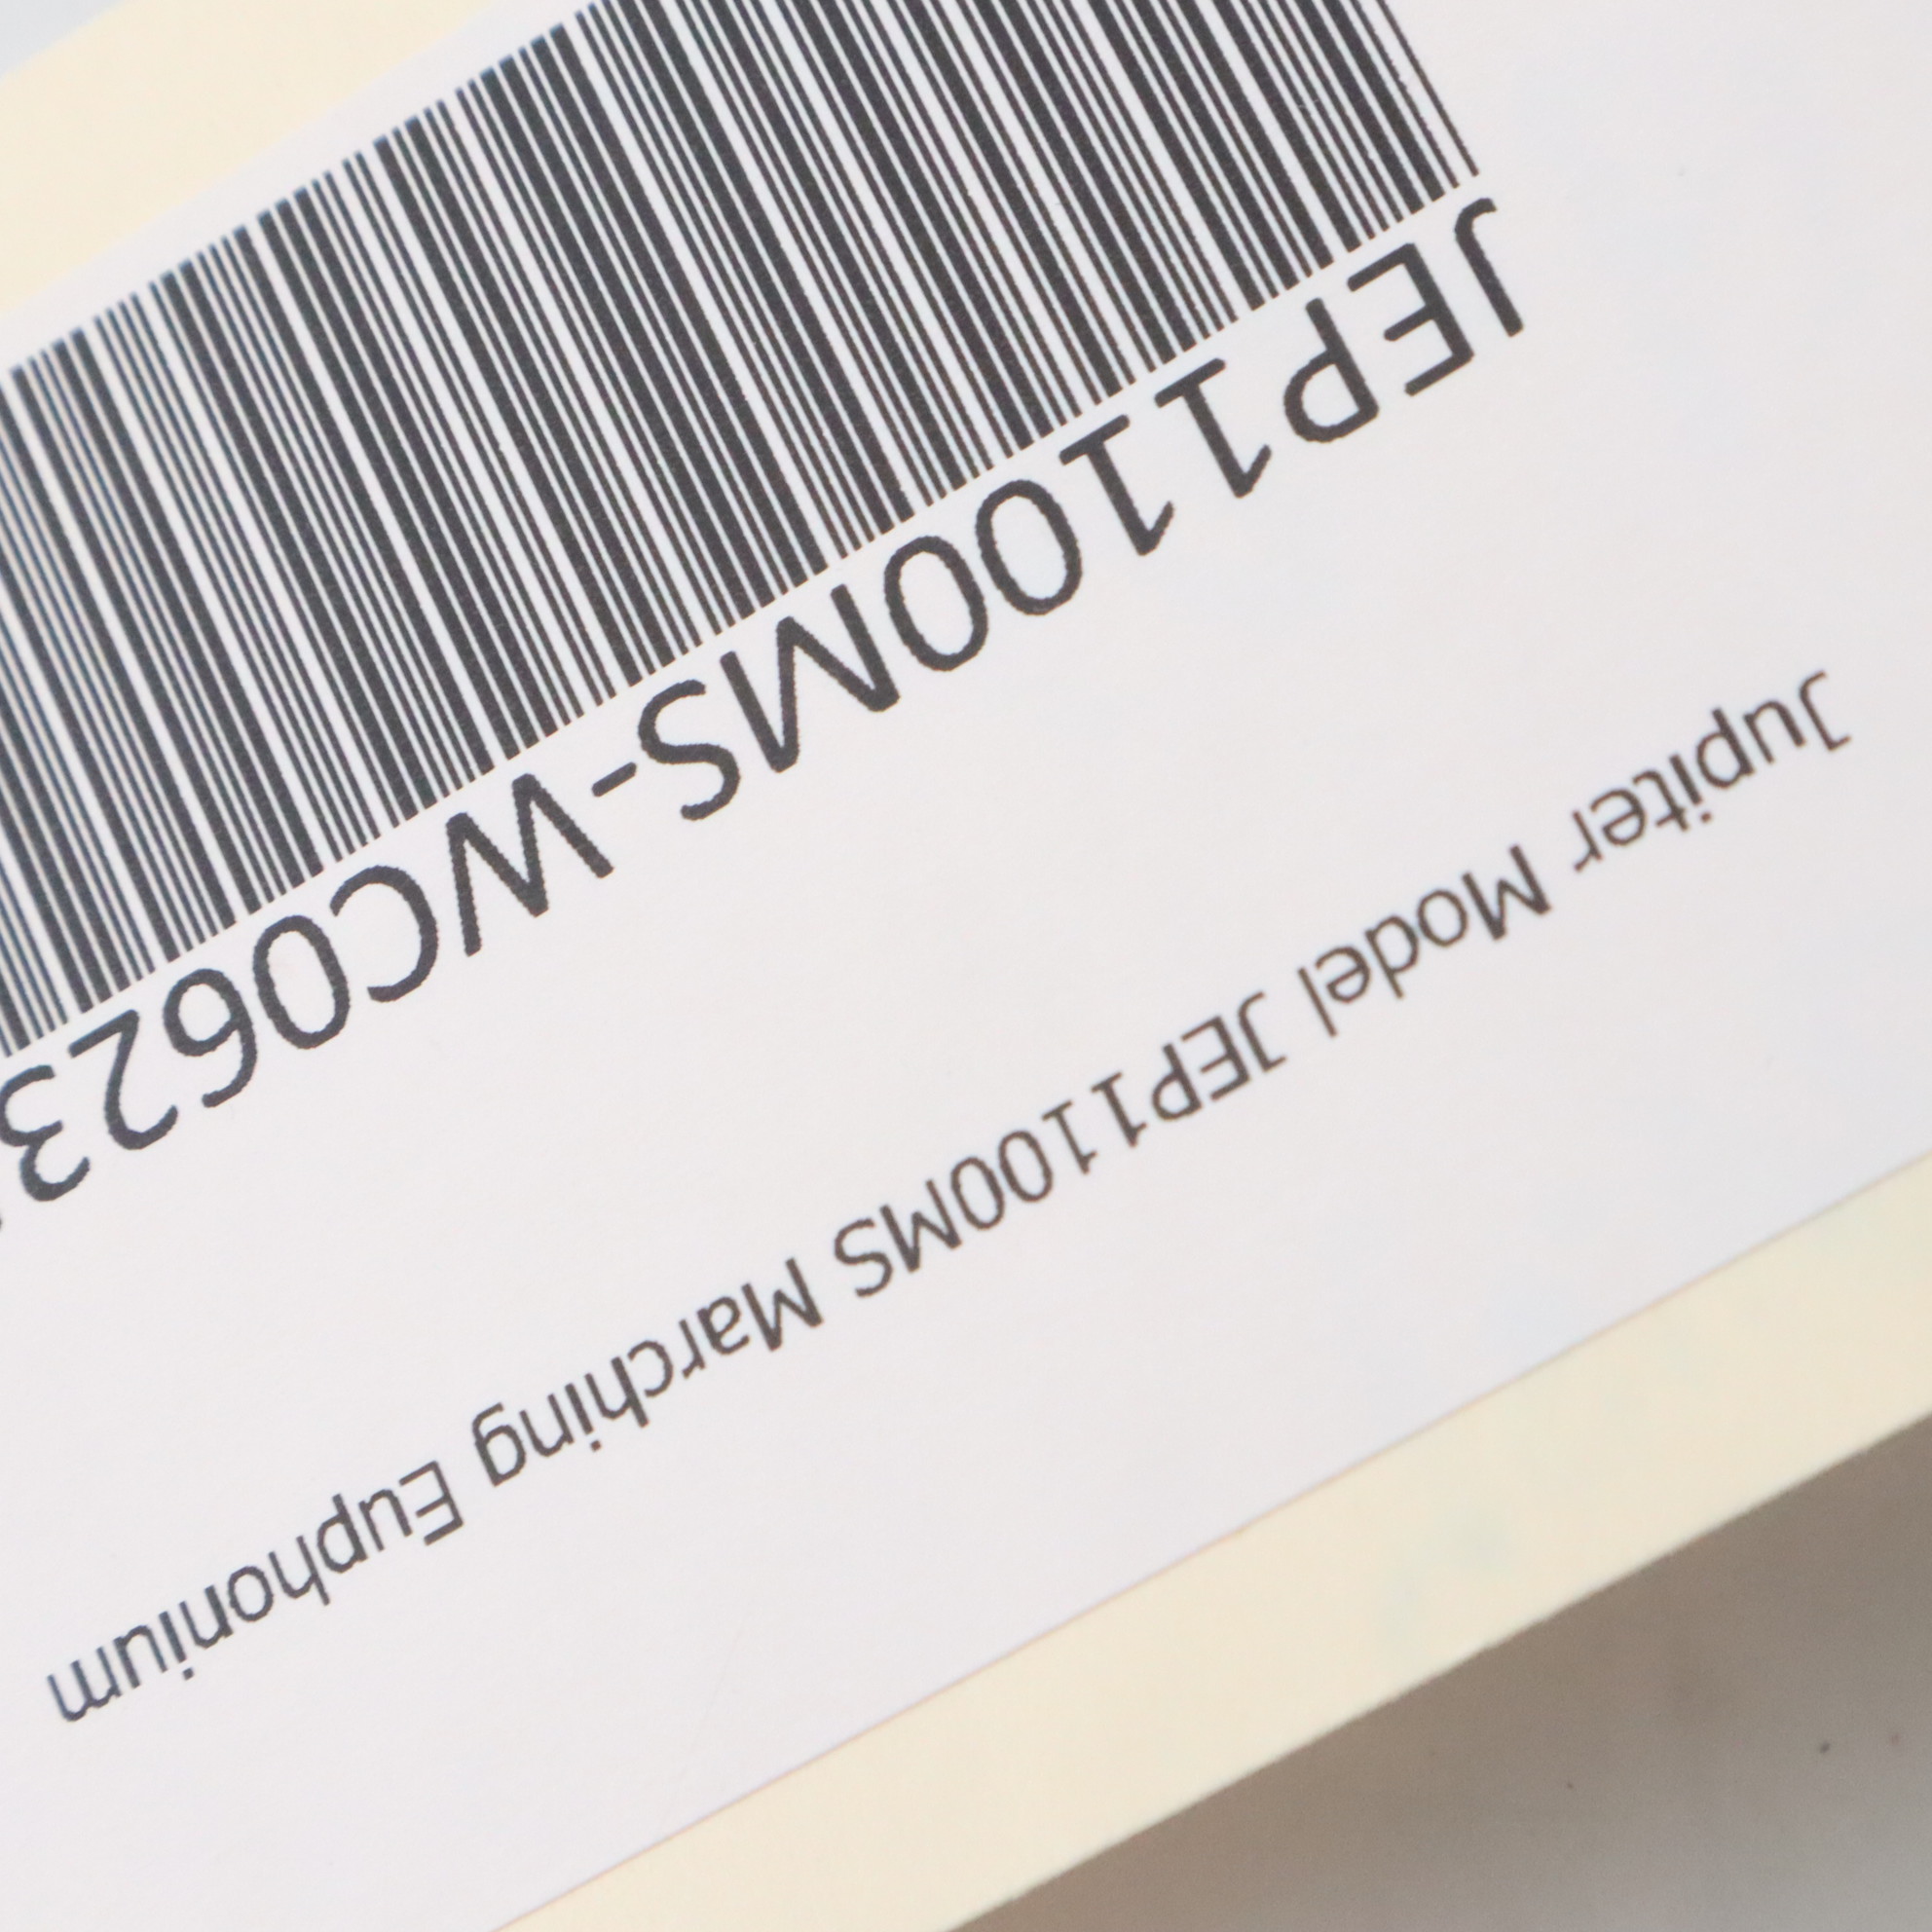 Jupiter Model JEP1100MS Marching Euphonium
JEP1100MS-WC0623